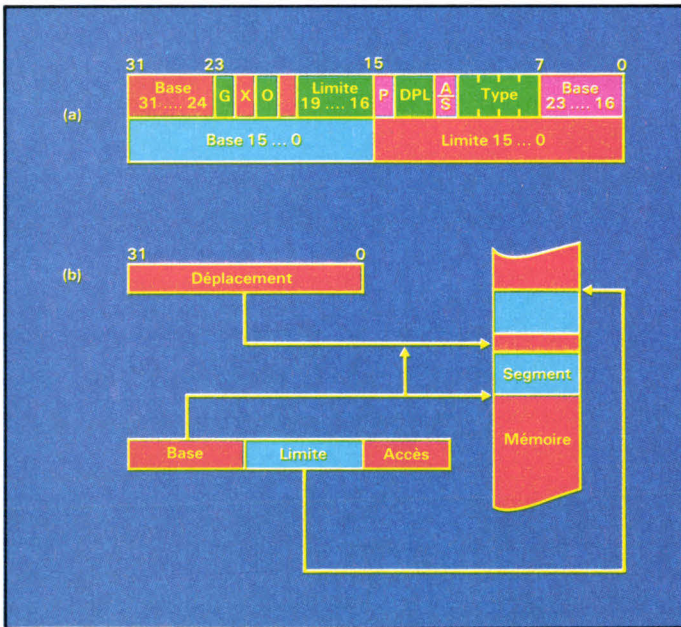 31 23 15 7 0
(a)
Base
31 .... 24
G
X
O
Limite
19 .... 16
P
DPL
A
S
Type
Base
23 .... 16
Base 15 ... 0
Limite 15 ... 0
(b)
31 0
Déplacement
Segment
Mémoire
Base
Limite
Accès